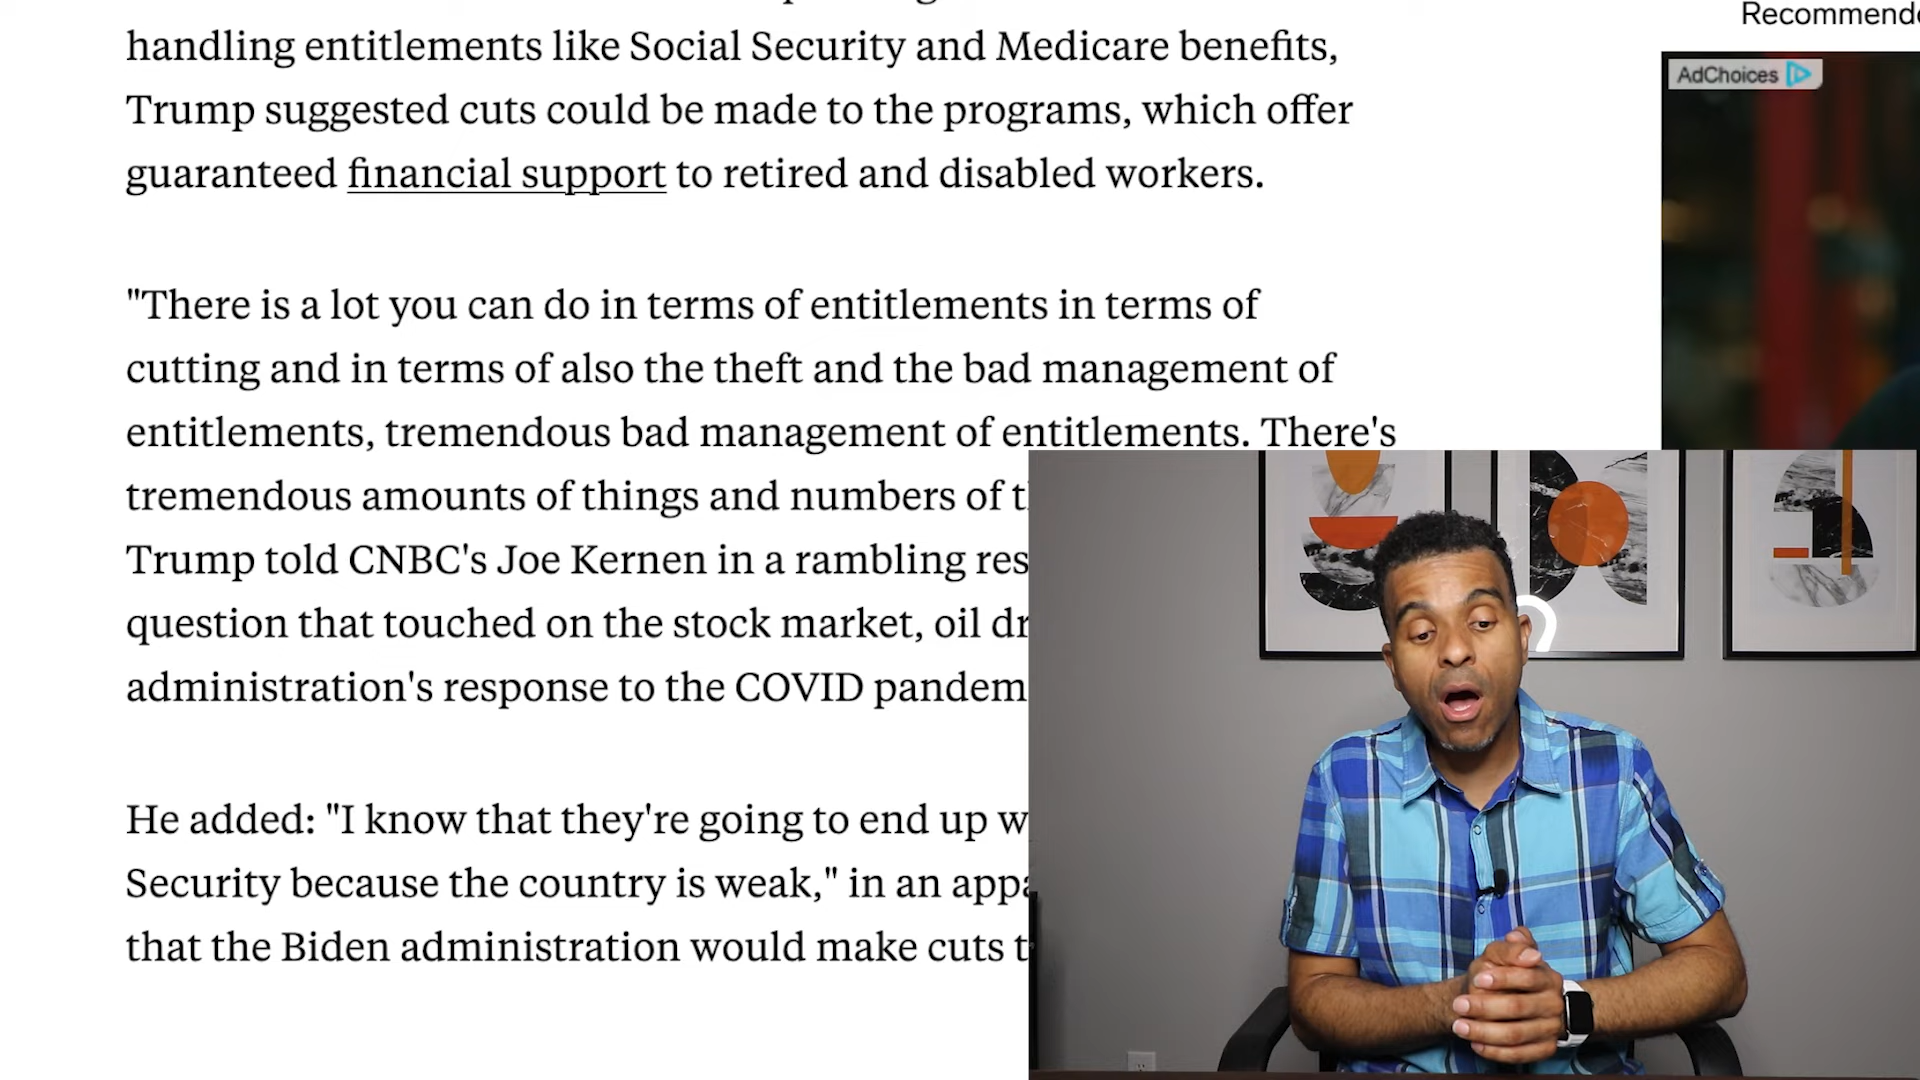 Recommend
AdChoices
handling entitlements like Social Security and Medicare benefits,
Trump suggested cuts could be made to the programs, which offer
guaranteed financial support to retired and disabled workers.
"There is a lot you can do in terms of entitlements in terms of
cutting and in terms of also the theft and the bad management of
entitlements, tremendous bad management of entitlements. There's
tremendous amounts of things and numbers of
Trump told CNBC's Joe Kernen in a rambling
question that touched on the stock market, oil
administration's response to the COVID
He added: "I know that they're going to end up
Security because the country is weak," in an
that the Biden administration would make cuts